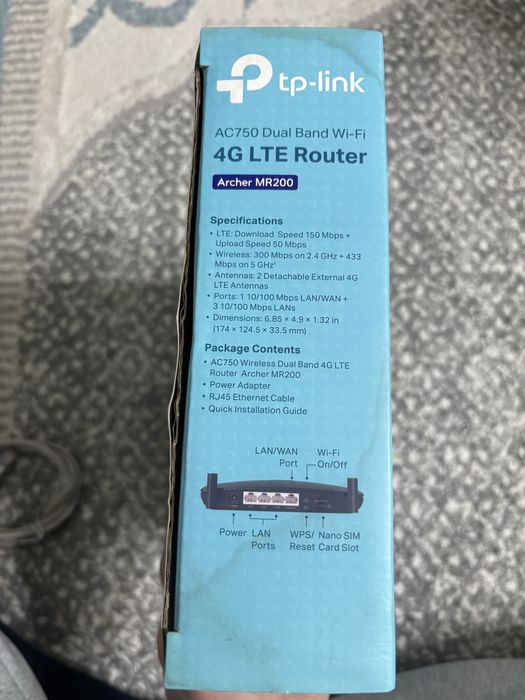 tp-link
AC750 Dual Band Wi-Fi
4G LTE Router
Archer MR200
Specifications
• LTE: Download Speed 150 Mbps +
Upload Speed 50 Mbps
• Wireless: 300 Mbps on 2.4 GHz + 433
Mbps on 5 GHz†
• Antennas: 2 Detachable External 4G
LTE Antennas
• Ports: 1 10/100 Mbps LAN/WAN +
3 10/100 Mbps LANs
• Dimensions: 6.85 × 4.9 × 1.32 in
(174 × 124.5 × 33.5 mm)
Package Contents
• AC750 Wireless Dual Band 4G LTE
Router Archer MR200
• Power Adapter
• RJ45 Ethernet Cable
• Quick Installation Guide
LAN/WAN
Port
Wi-Fi
On/Off
Power
LAN
Ports
WPS/
Reset
Nano SIM
Card Slot